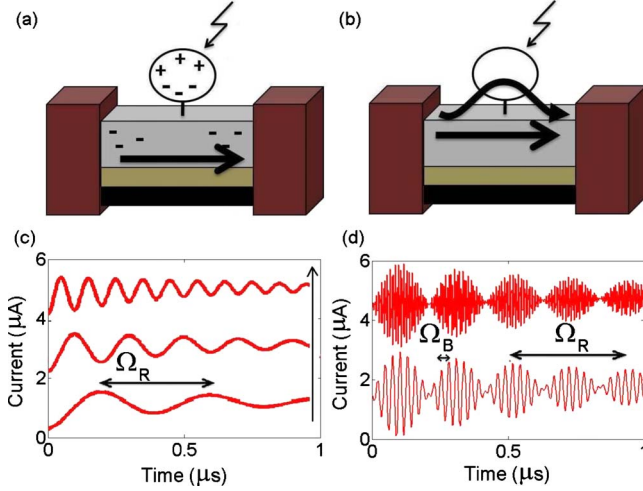 (a)
(b)
+ + +
+ +
- - -
- - - -
- -
(c)
6
4
2
0
Current (μA)
Ω_R
0
0.5
1
Time (μs)
(d)
6
4
2
0
Current (μA)
Ω_B
Ω_R
0
0.5
1
Time (μs)